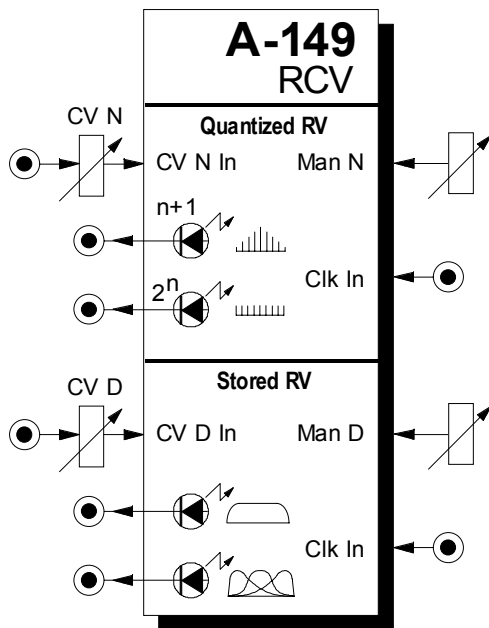 A-149
RCV
CV N
Quantized RV
CV N In
Man N
n+1
Clk In
2n
Stored RV
CV D
CV D In
Man D
Clk In